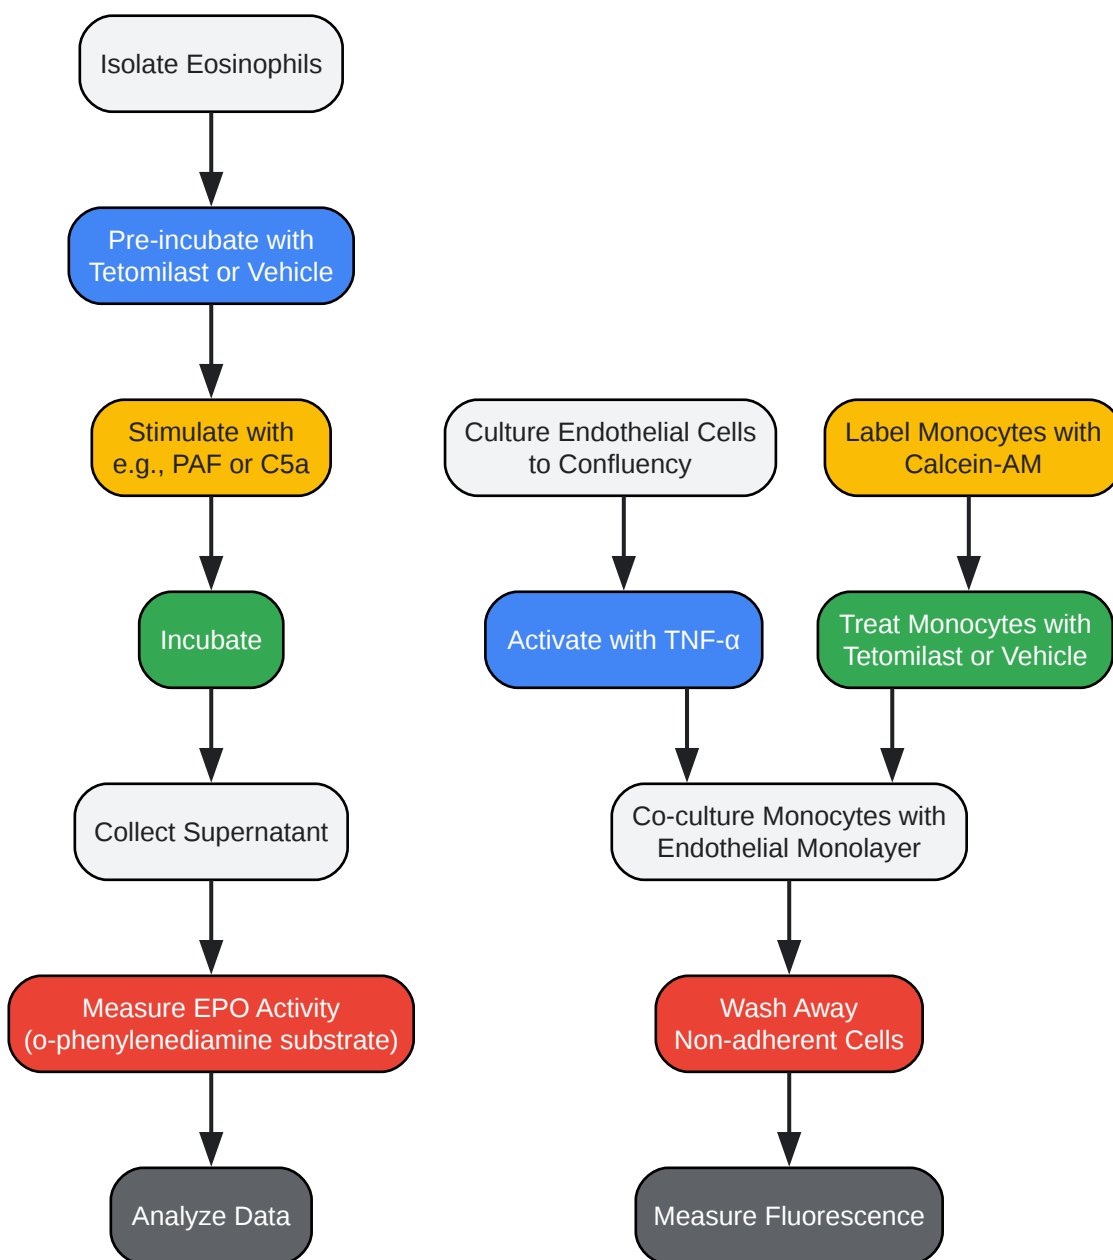 Isolate Eosinophils
Pre-incubate with
Tetomilast or Vehicle
Stimulate with
e.g., PAF or C5a
Incubate
Collect Supernatant
Measure EPO Activity
(o-phenylenediamine substrate)
Analyze Data
Culture Endothelial Cells
to Confluency
Activate with TNF-α
Label Monocytes with
Calcein-AM
Treat Monocytes with
Tetomilast or Vehicle
Co-culture Monocytes with
Endothelial Monolayer
Wash Away
Non-adherent Cells
Measure Fluorescence